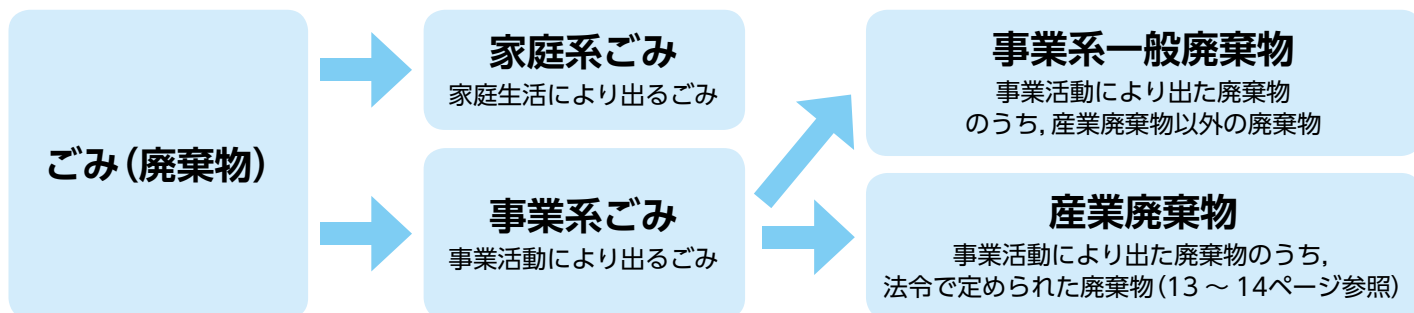 ごみ(廃棄物)
家庭系ごみ
家庭生活により出るごみ
事業系ごみ
事業活動により出るごみ
事業系一般廃棄物
事業活動により出た廃棄物
のうち,産業廃棄物以外の廃棄物
産業廃棄物
事業活動により出た廃棄物のうち,
法令で定められた廃棄物(13 ~ 14ページ参照)